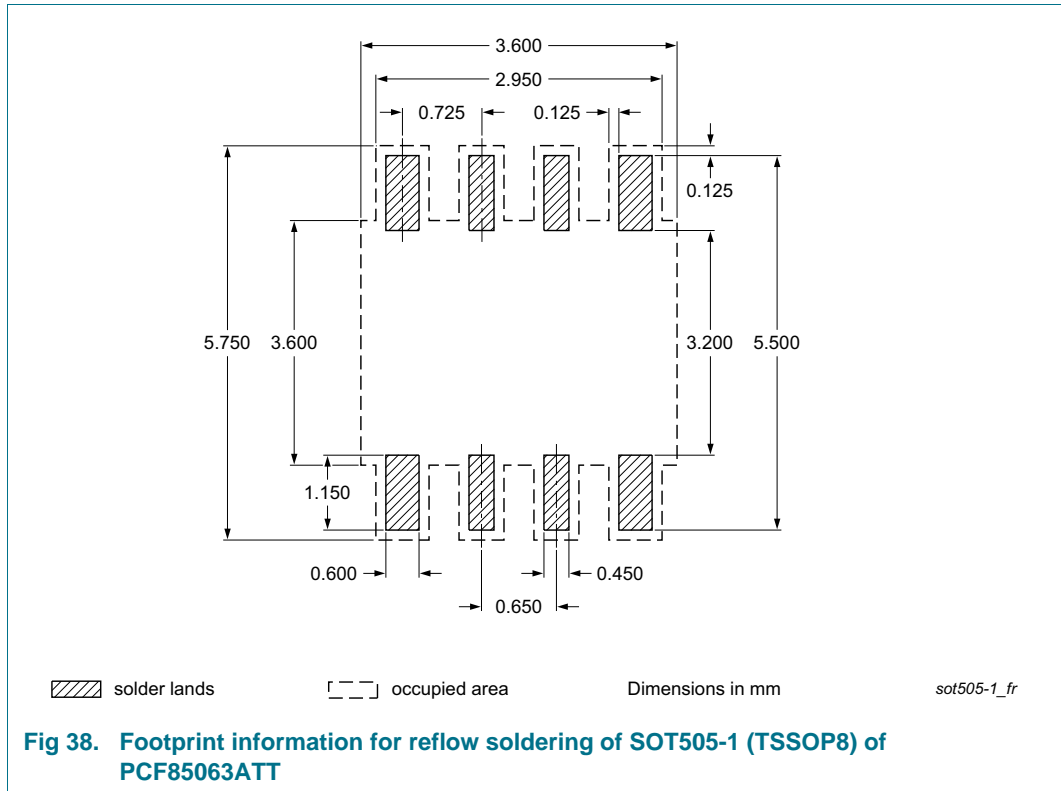 3.600
2.950
0.725 0.125
0.125
5.750 3.600 3.200 5.500
1.150
0.600 0.450
0.650
solder lands occupied area Dimensions in mm sot505-1_fr
Fig 38. Footprint information for reflow soldering of SOT505-1 (TSSOP8) of
PCF85063ATT